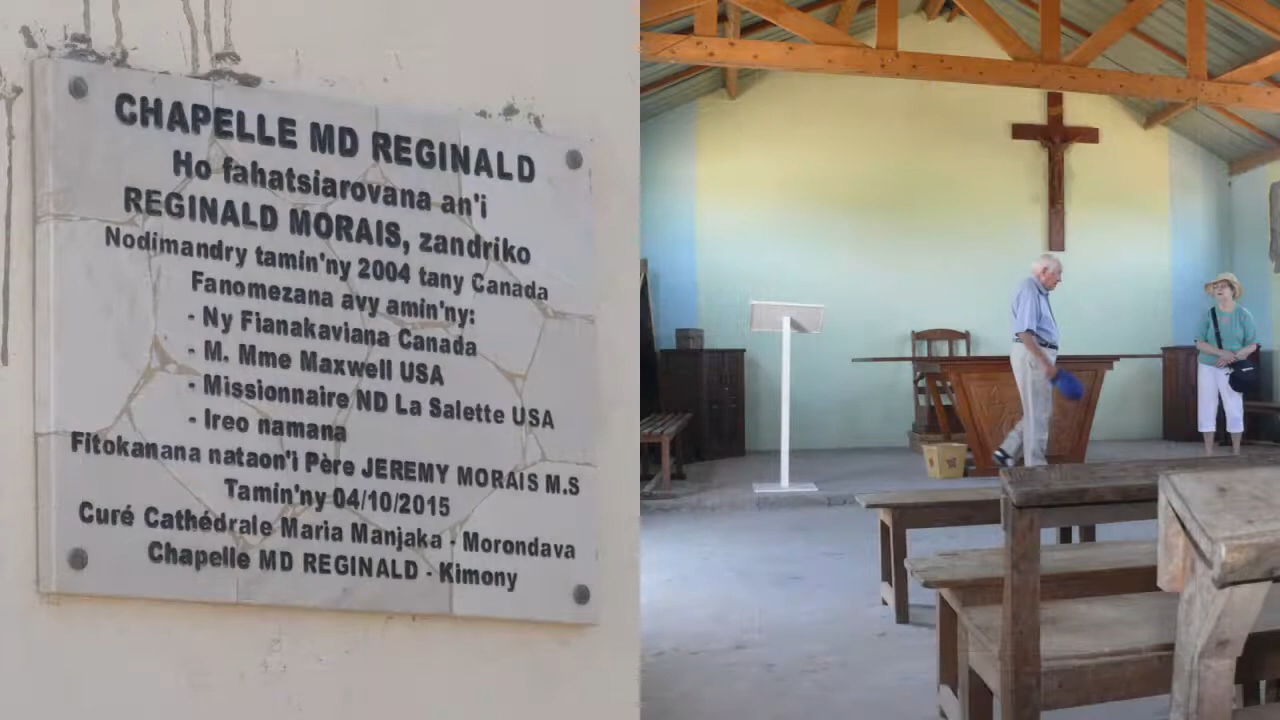 CHAPELLE MD REGINALD
Ho fahatsiarovana an'i
REGINALD MORAIS, zandriko
Nodimandry tamin'ny 2004 tany Canada
Fanomezana avy amin'ny:
- Ny Fianakaviana Canada
- M. Mme Maxwell USA
- Missionnaire ND La Salette USA
- Ireo namana
Fitokanana nataon'i Père JEREMY MORAIS M.S
Tamin'ny 04/10/2015
Curé Cathédrale Maria Manjaka - Morondava
Chapelle MD REGINALD - Kimony